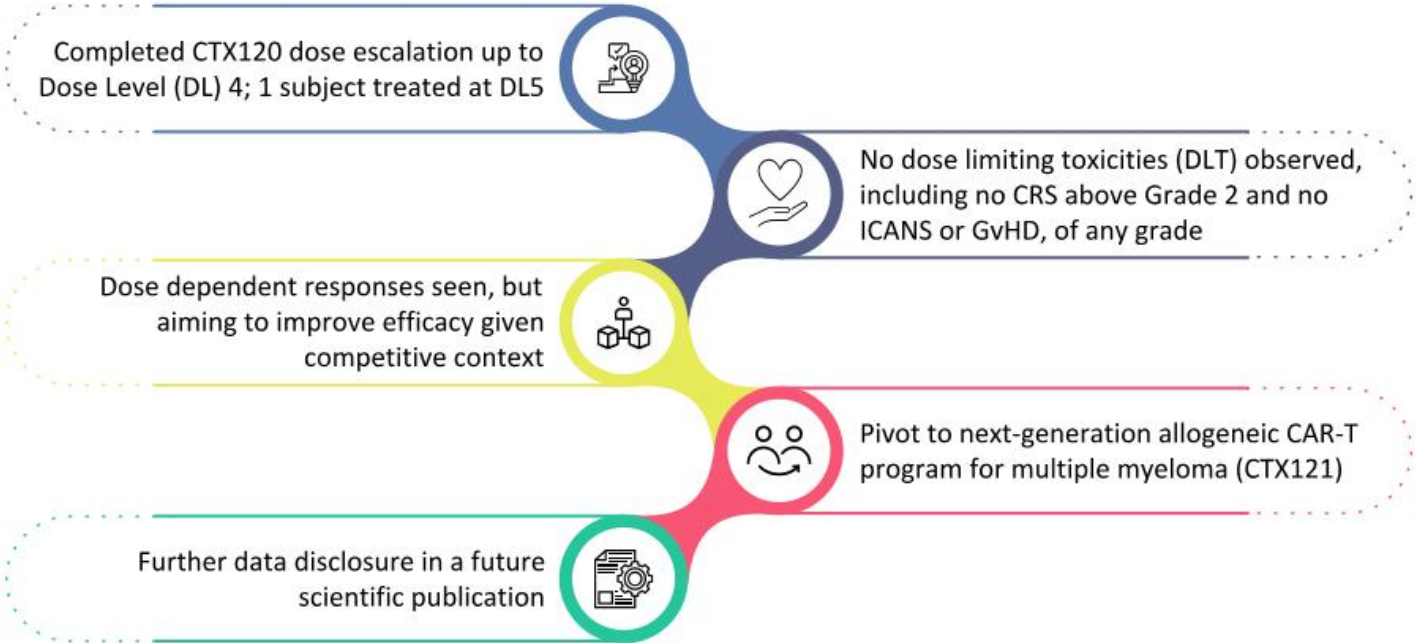 Completed CTX120 dose escalation up to
Dose Level (DL) 4; 1 subject treated at DL5
No dose limiting toxicities (DLT) observed,
including no CRS above Grade 2 and no
ICANS or GvHD, of any grade
Dose dependent responses seen, but
aiming to improve efficacy given
competitive context
Pivot to next-generation allogeneic CAR-T
program for multiple myeloma (CTX121)
Further data disclosure in a future
scientific publication